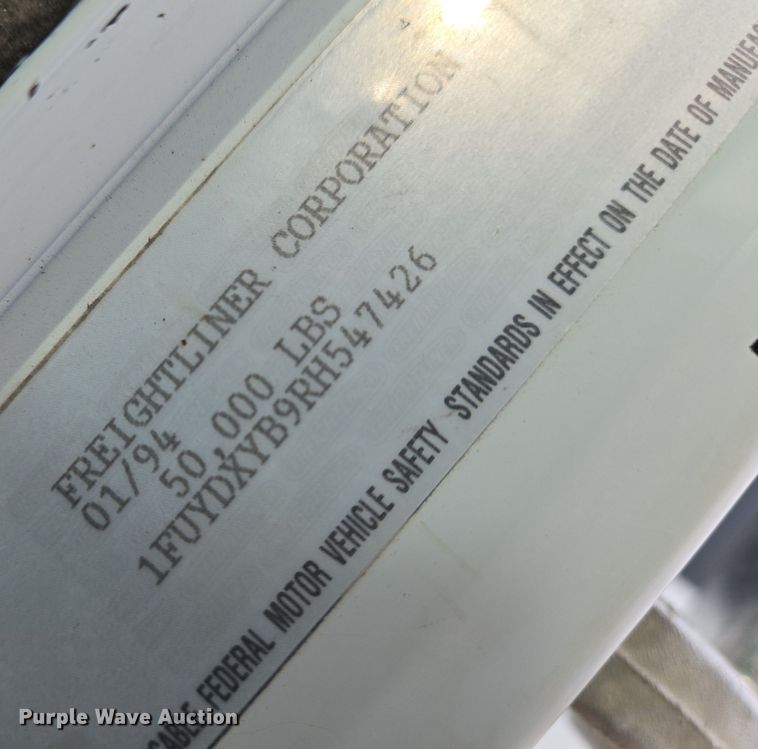 FREIGHTLINER CORPORATION
01/94
50,000 LBS
1FUYDXYB9RH547426
FEDERAL MOTOR VEHICLE SAFETY STANDARDS IN EFFECT ON THE DATE OF
Purple Wave Auction